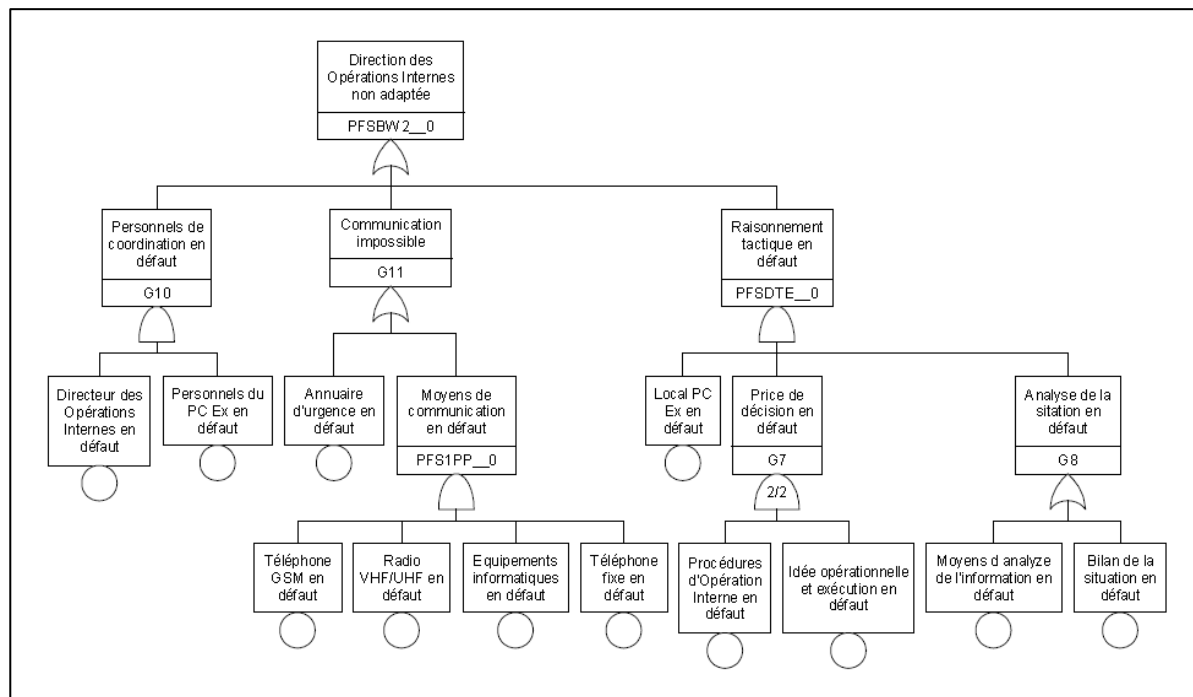 Direction des
Opérations Internes
non adaptée
PFSBW2__0
Personnels de
coordination en
défaut
G10
Communication
impossible
G11
Raisonnement
tactique en
défaut
PFSDTE__0
Directeur des
Opérations
Internes en
défaut
Personnels du
PC Ex en
défaut
Annuaire
d'urgence en
défaut
Moyens de
communication
en défaut
PFS1PP__0
Local PC
Ex en
défaut
Price de
décision en
défaut
G7
2/2
Analyse de la
sitation en
défaut
G8
Téléphone
GSM en
défaut
Radio
VHF/UHF en
défaut
Equipements
informatiques
en défaut
Téléphone
fixe en
défaut
Procédures
d'Opération
Interne en
défaut
Idée opérationnelle
et exécution en
défaut
Moyens d analyze
de l'information en
défaut
Bilan de la
situation en
défaut